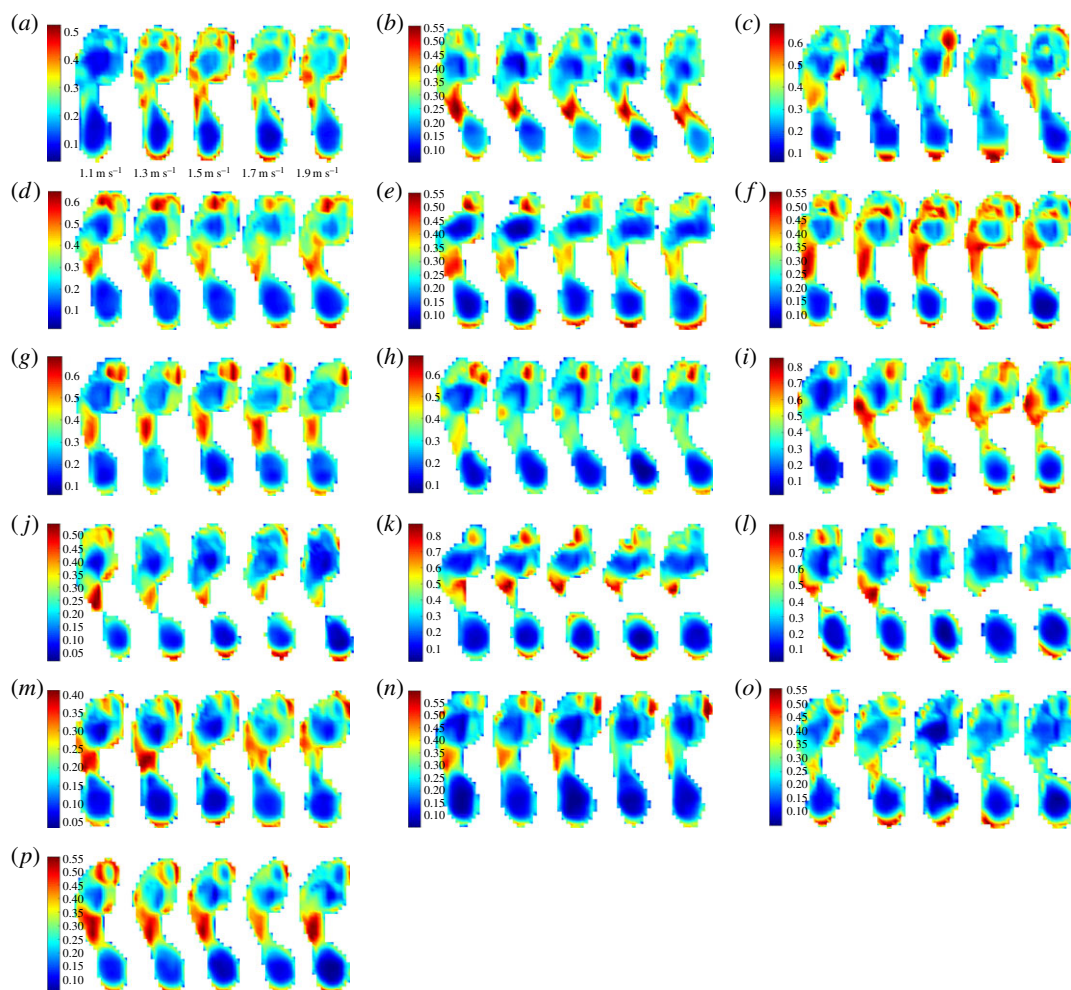 (a) (b) (c)
0.5 0.4 0.3 0.2 0.1
0.55 0.50 0.45 0.40 0.35 0.30 0.25 0.20 0.15
0.6 0.5 0.4 0.3 0.2 0.1
1.1 m s⁻¹ 1.3 m s⁻¹ 1.5 m s⁻¹ 1.7 m s⁻¹ 1.9 m s⁻¹
(d) (e) (f)
0.6 0.5 0.4 0.3 0.2 0.1
0.55 0.50 0.45 0.40 0.35 0.30 0.25 0.20 0.15 0.10
0.55 0.50 0.45 0.40 0.35 0.30 0.25 0.20 0.15 0.10
(g) (h) (i)
0.6 0.5 0.4 0.3 0.2 0.1
0.6 0.5 0.4 0.3 0.2 0.1
0.8 0.7 0.6 0.5 0.4 0.3 0.2 0.1
(j) (k) (l)
0.50 0.45 0.40 0.35 0.30 0.25 0.20 0.15 0.10 0.05
0.8 0.7 0.6 0.5 0.4 0.3 0.2 0.1
0.8 0.7 0.6 0.5 0.4 0.3 0.2 0.1
(m) (n) (o)
0.40 0.35 0.30 0.25 0.20 0.15 0.10 0.05
0.55 0.50 0.45 0.40 0.35 0.30 0.25 0.20 0.15 0.10
0.55 0.50 0.45 0.40 0.35 0.30 0.25 0.20 0.15 0.10
(p)
0.55 0.50 0.45 0.40 0.35 0.30 0.25 0.20 0.15 0.10